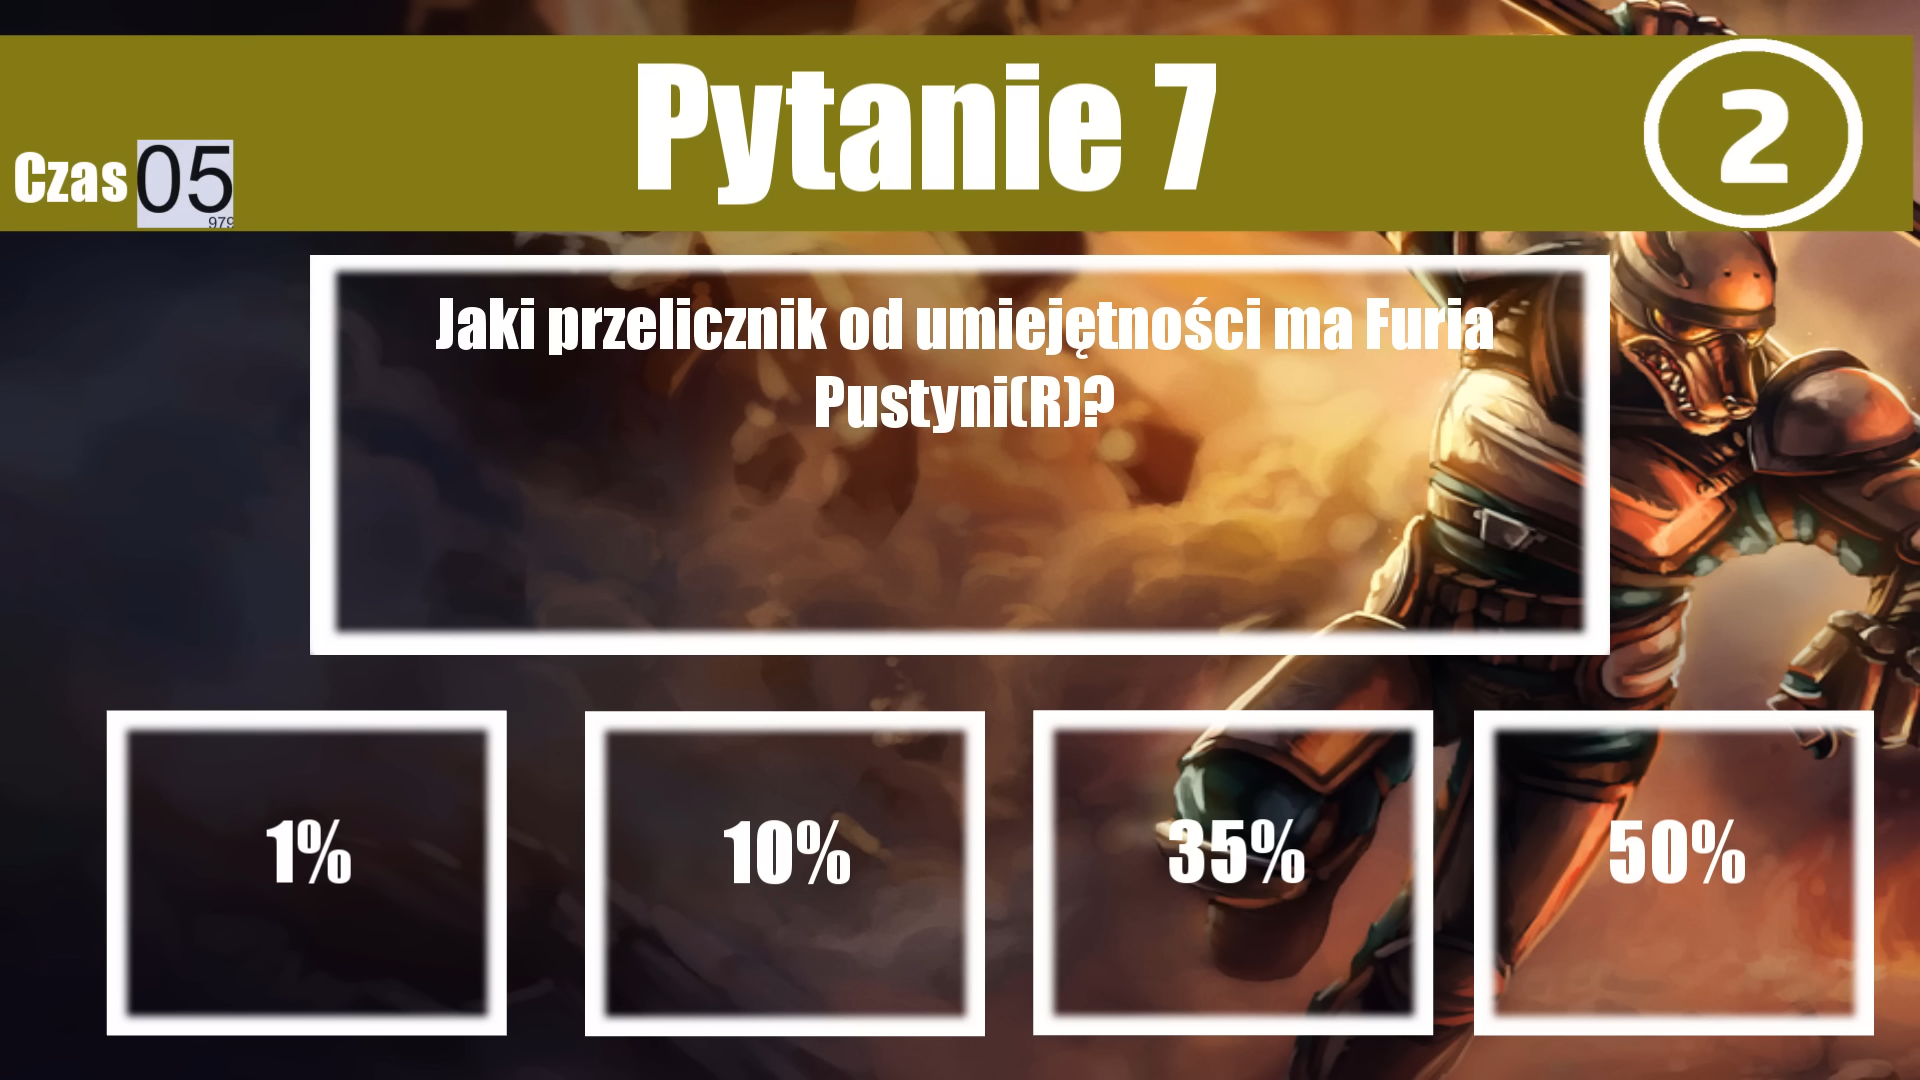 Pytanie 7
2
Czas 05
979
Jaki przelicznik od umiejętności ma Furia
Pustyni(R)?
1%
10%
35%
50%